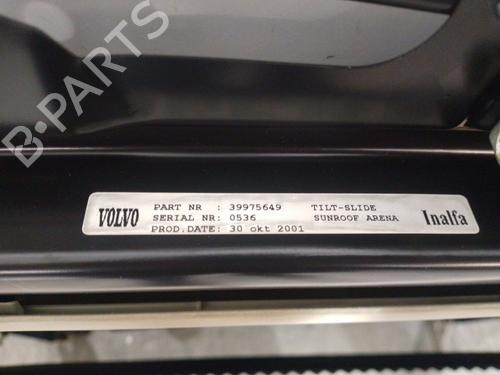 B-PARTS
VOLVO
PART NR : 39975649 TILT-SLIDE
SERIAL NR: 0536 SUNROOF ARENA
PROD.DATE: 30 okt 2001
Inalfa